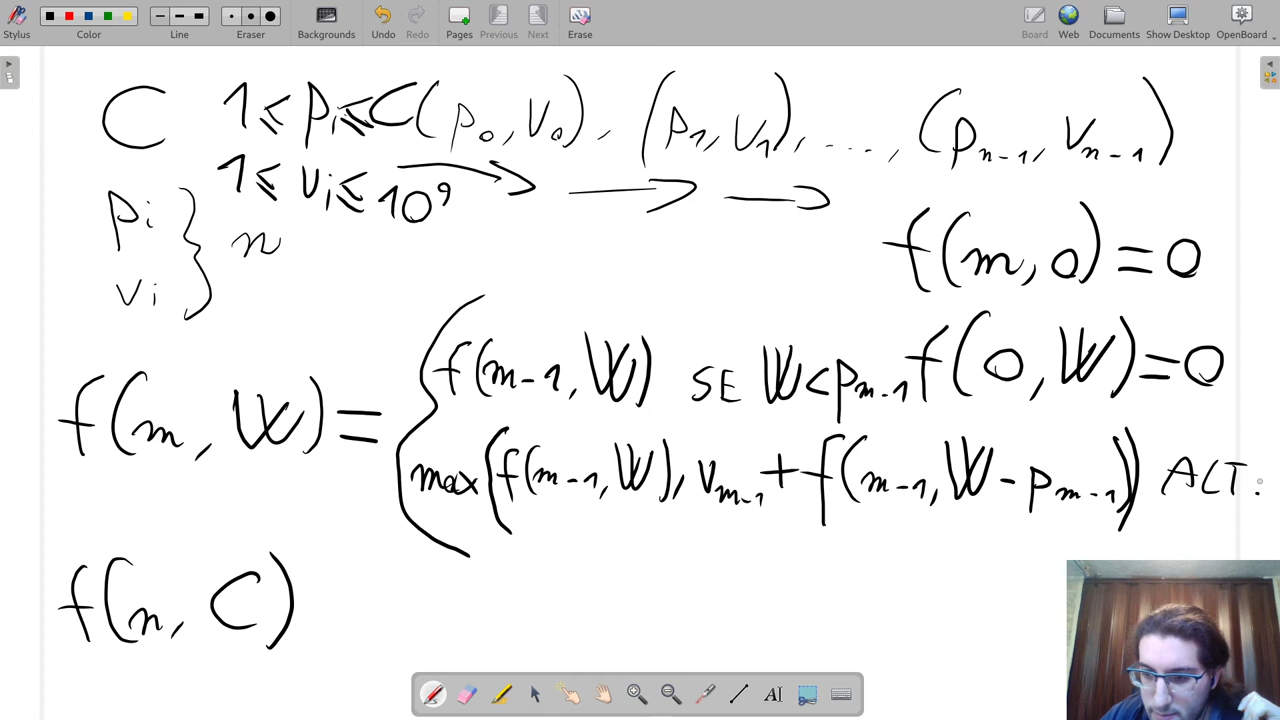 Stylus Color Line Eraser Backgrounds Undo Redo Pages Previous Next Erase Board Web Documents Show Desktop OpenBoard
C 1 ≤ pᵢ ≤ C (p₀, v₀), (p₁, v₁), ..., (pₙ₋₁, vₙ₋₁)
1 ≤ vᵢ ≤ 10⁹
pᵢ
vᵢ } n
f(m, 0) = 0
f(0, W) = 0
f(m, W) = { f(m-1, W) SE W < pₘ₋₁
max(f(m-1, W), vₘ₋₁ + f(m-1, W - pₘ₋₁)) ALT.
f(n, C)